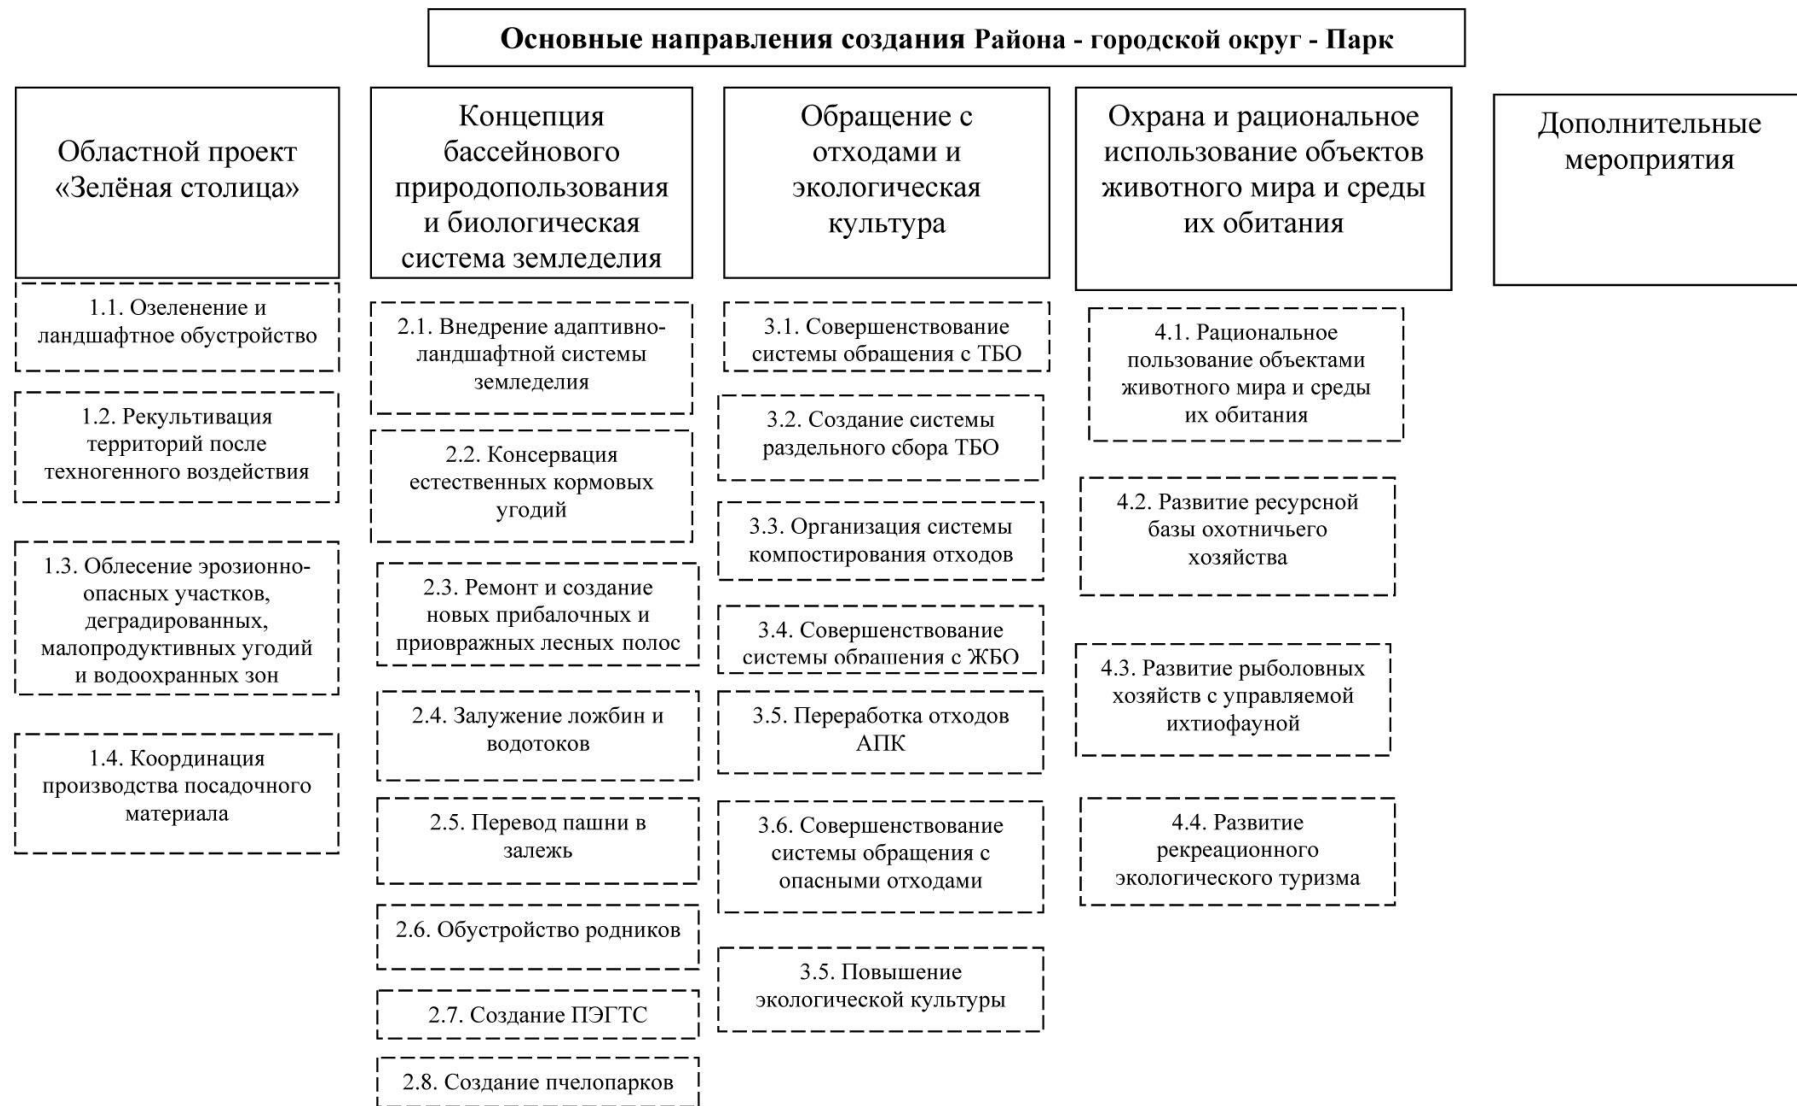 Основные направления создания Района - городской округ - Парк
Областной проект
«Зелёная столица»
1.1. Озеленение и
ландшафтное обустройство
1.2. Рекультивация
территорий после
техногенного воздействия
1.3. Облесение эрозионно-
опасных участков,
деградированных,
малопродуктивных угодий
и водоохранных зон
1.4. Координация
производства посадочного
материала
Концепция
бассейнового
природопользования
и биологическая
система земледелия
2.1. Внедрение адаптивно-
ландшафтной системы
земледелия
2.2. Консервация
естественных кормовых
угодий
2.3. Ремонт и создание
новых прибалочных и
приовражных лесных полос
2.4. Залужение ложбин и
водотоков
2.5. Перевод пашни в
залежь
2.6. Обустройство родников
2.7. Создание ПЭГТС
2.8. Создание пчелопарков
Обращение с
отходами и
экологическая
культура
3.1. Совершенствование
системы обращения с ТБО
3.2. Создание системы
раздельного сбора ТБО
3.3. Организация системы
компостирования отходов
3.4. Совершенствование
системы обращения с ЖБО
3.5. Переработка отходов
АПК
3.6. Совершенствование
системы обращения с
опасными отходами
3.5. Повышение
экологической культуры
Охрана и рациональное
использование объектов
животного мира и среды
их обитания
4.1. Рациональное
пользование объектами
животного мира и среды
их обитания
4.2. Развитие ресурсной
базы охотничьего
хозяйства
4.3. Развитие рыболовных
хозяйств с управляемой
ихтиофауной
4.4. Развитие
рекреационного
экологического туризма
Дополнительные
мероприятия